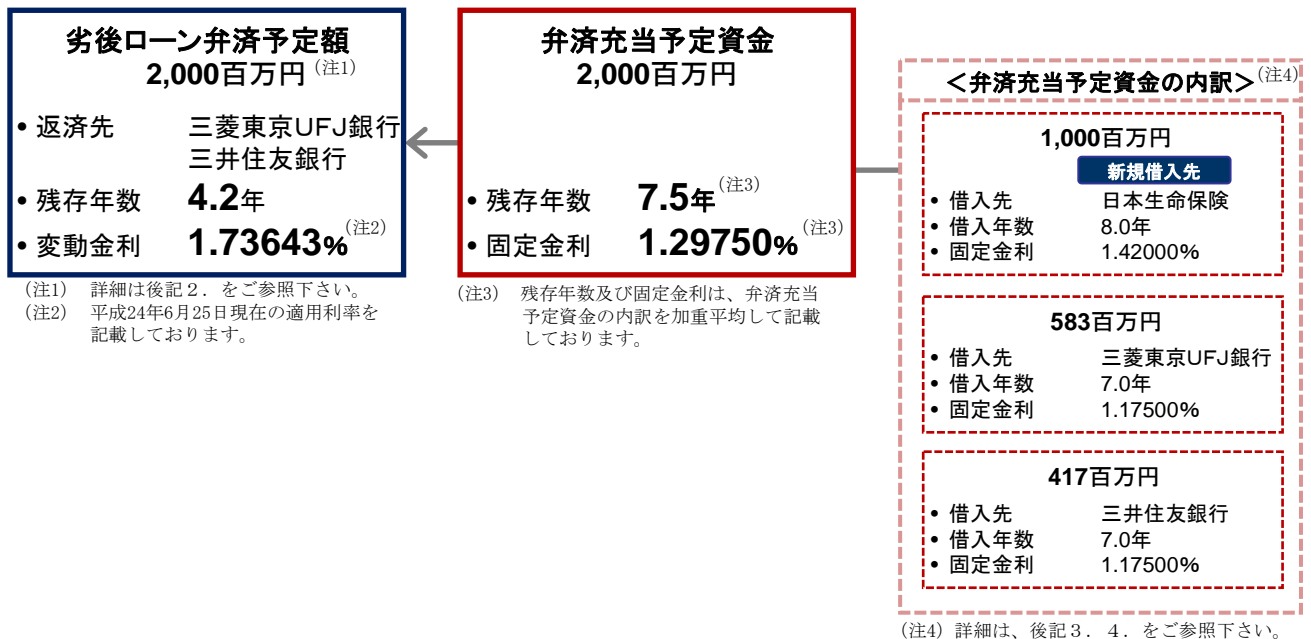 劣後ローン弁済予定額
2,000百万円(注1)
• 返済先 三菱東京UFJ銀行
三井住友銀行
• 残存年数 4.2年
• 変動金利 1.73643%(注2)
(注1) 詳細は後記2.をご参照下さい。
(注2) 平成24年6月25日現在の適用利率を
記載しております。
弁済充当予定資金
2,000百万円
• 残存年数 7.5年(注3)
• 固定金利 1.29750%(注3)
(注3) 残存年数及び固定金利は、弁済充当
予定資金の内訳を加重平均して記載
しております。
<弁済充当予定資金の内訳>(注4)
1,000百万円
新規借入先
• 借入先 日本生命保険
• 借入年数 8.0年
• 固定金利 1.42000%
583百万円
• 借入先 三菱東京UFJ銀行
• 借入年数 7.0年
• 固定金利 1.17500%
417百万円
• 借入先 三井住友銀行
• 借入年数 7.0年
• 固定金利 1.17500%
(注4) 詳細は、後記3.4.をご参照下さい。